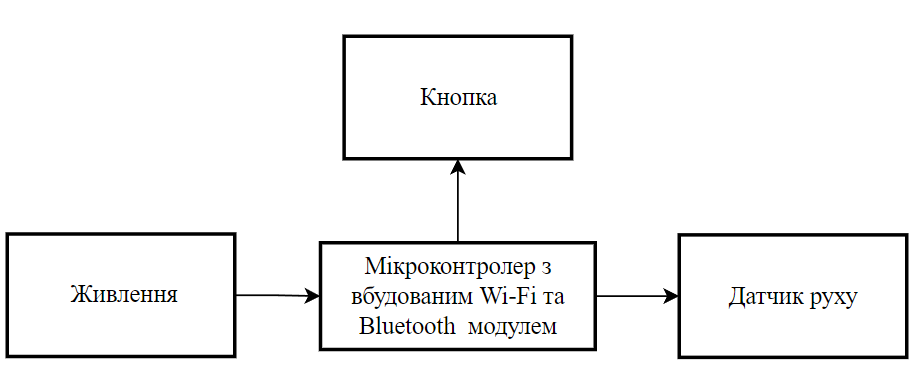 Кнопка
Живлення
Мікроконтролер з
вбудованим Wi-Fi та
Bluetooth модулем
Датчик руху